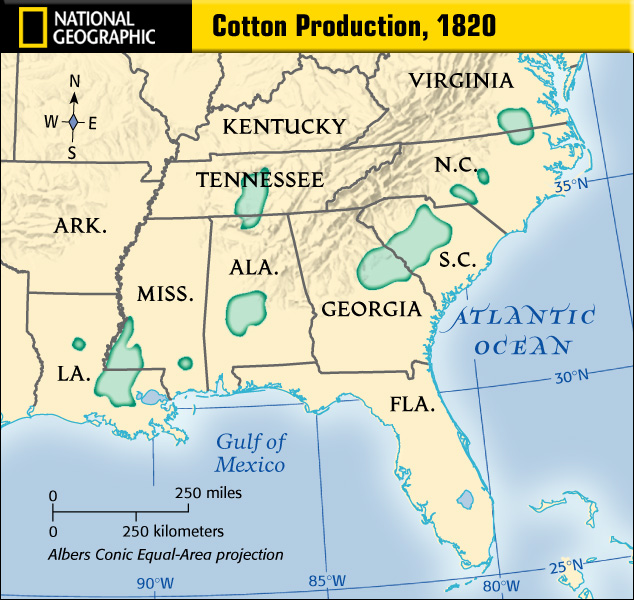 NATIONAL
GEOGRAPHIC
Cotton Production, 1820
VIRGINIA
N
W E
S
KENTUCKY
N.C.
TENNESSEE
35°N
ARK.
S.C.
ALA.
MISS.
GEORGIA
ATLANTIC
OCEAN
LA.
30°N
FLA.
Gulf of
Mexico
0 250 miles
0 250 kilometers
Albers Conic Equal-Area projection
25°N
90°W 85°W 80°W